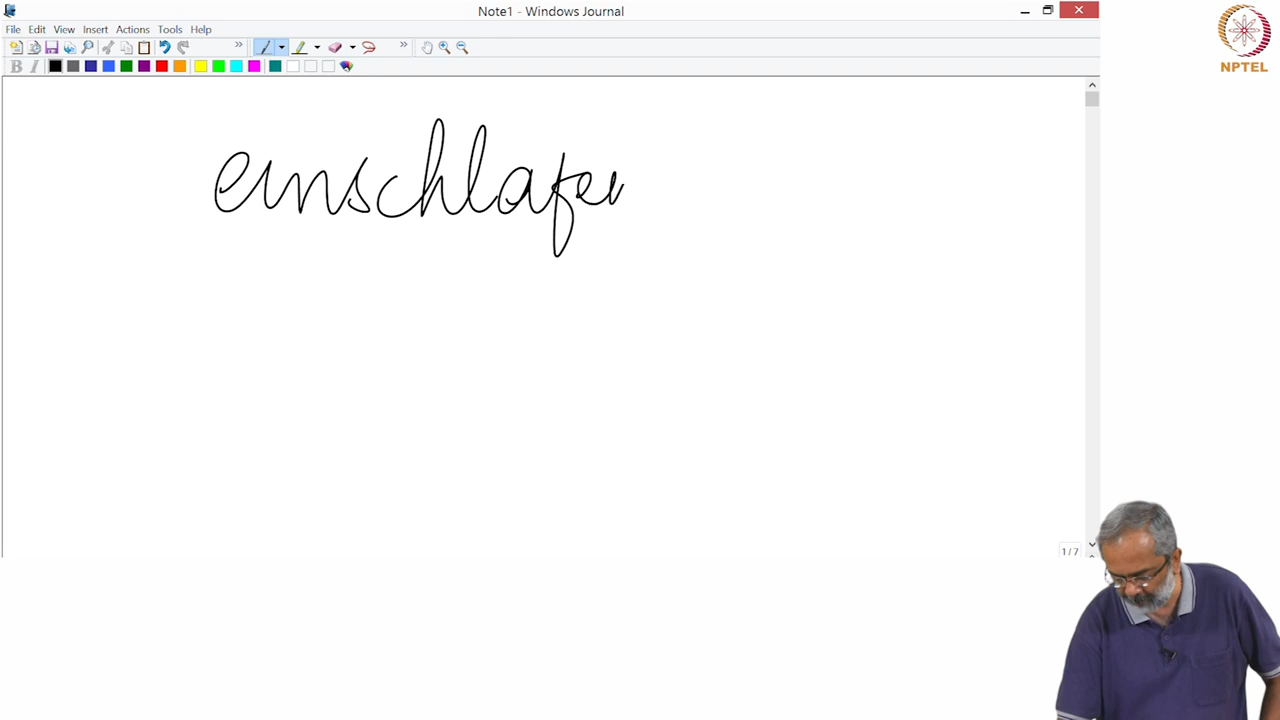 Note1 - Windows Journal
File Edit View Insert Actions Tools Help
B I
einschlafen
1 / 7
NPTEL